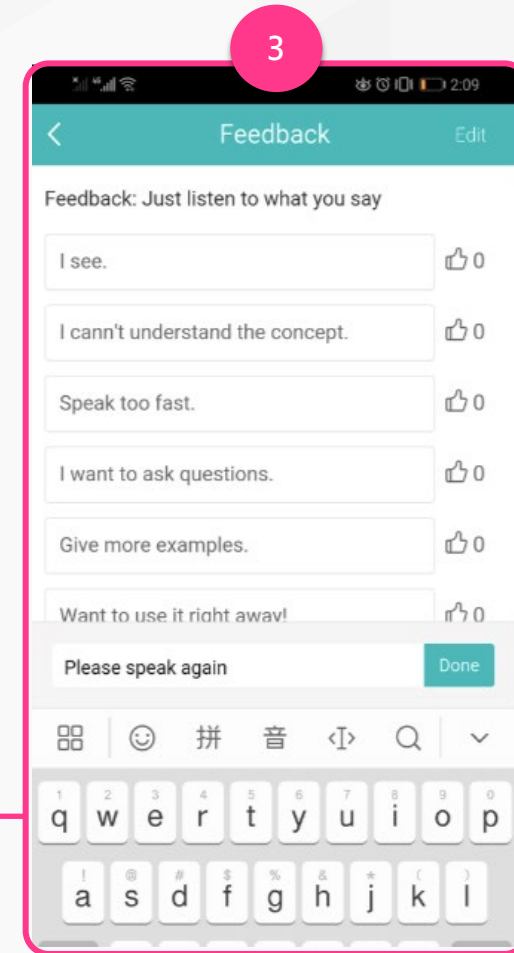 3
4G 2:09
Feedback Edit
Feedback: Just listen to what you say
I see. 0
I cann't understand the concept. 0
Speak too fast. 0
I want to ask questions. 0
Give more examples. 0
Want to use it right away! 0
Please speak again Done
拼 音
1 2 3 4 5 6 7 8 9 0
q w e r t y u i o p
! @ # $ % & * ( )
a s d f g h j k l